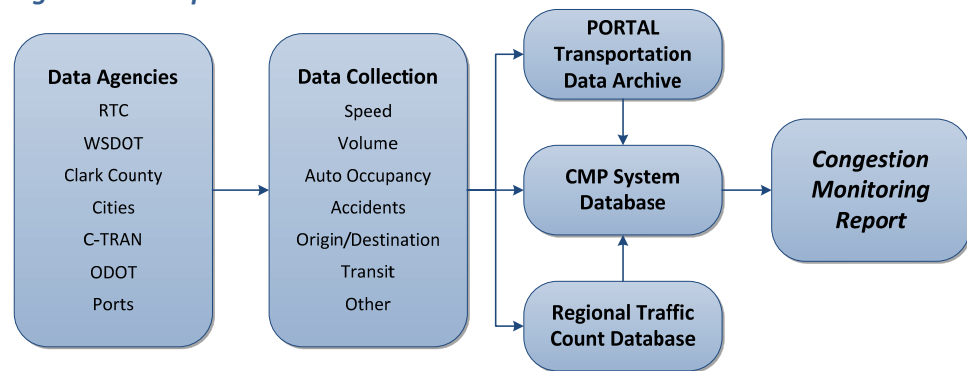 Data Agencies
RTC
WSDOT
Clark County
Cities
C-TRAN
ODOT
Ports
Data Collection
Speed
Volume
Auto Occupancy
Accidents
Origin/Destination
Transit
Other
PORTAL
Transportation
Data Archive
CMP System
Database
Regional Traffic
Count Database
Congestion
Monitoring
Report